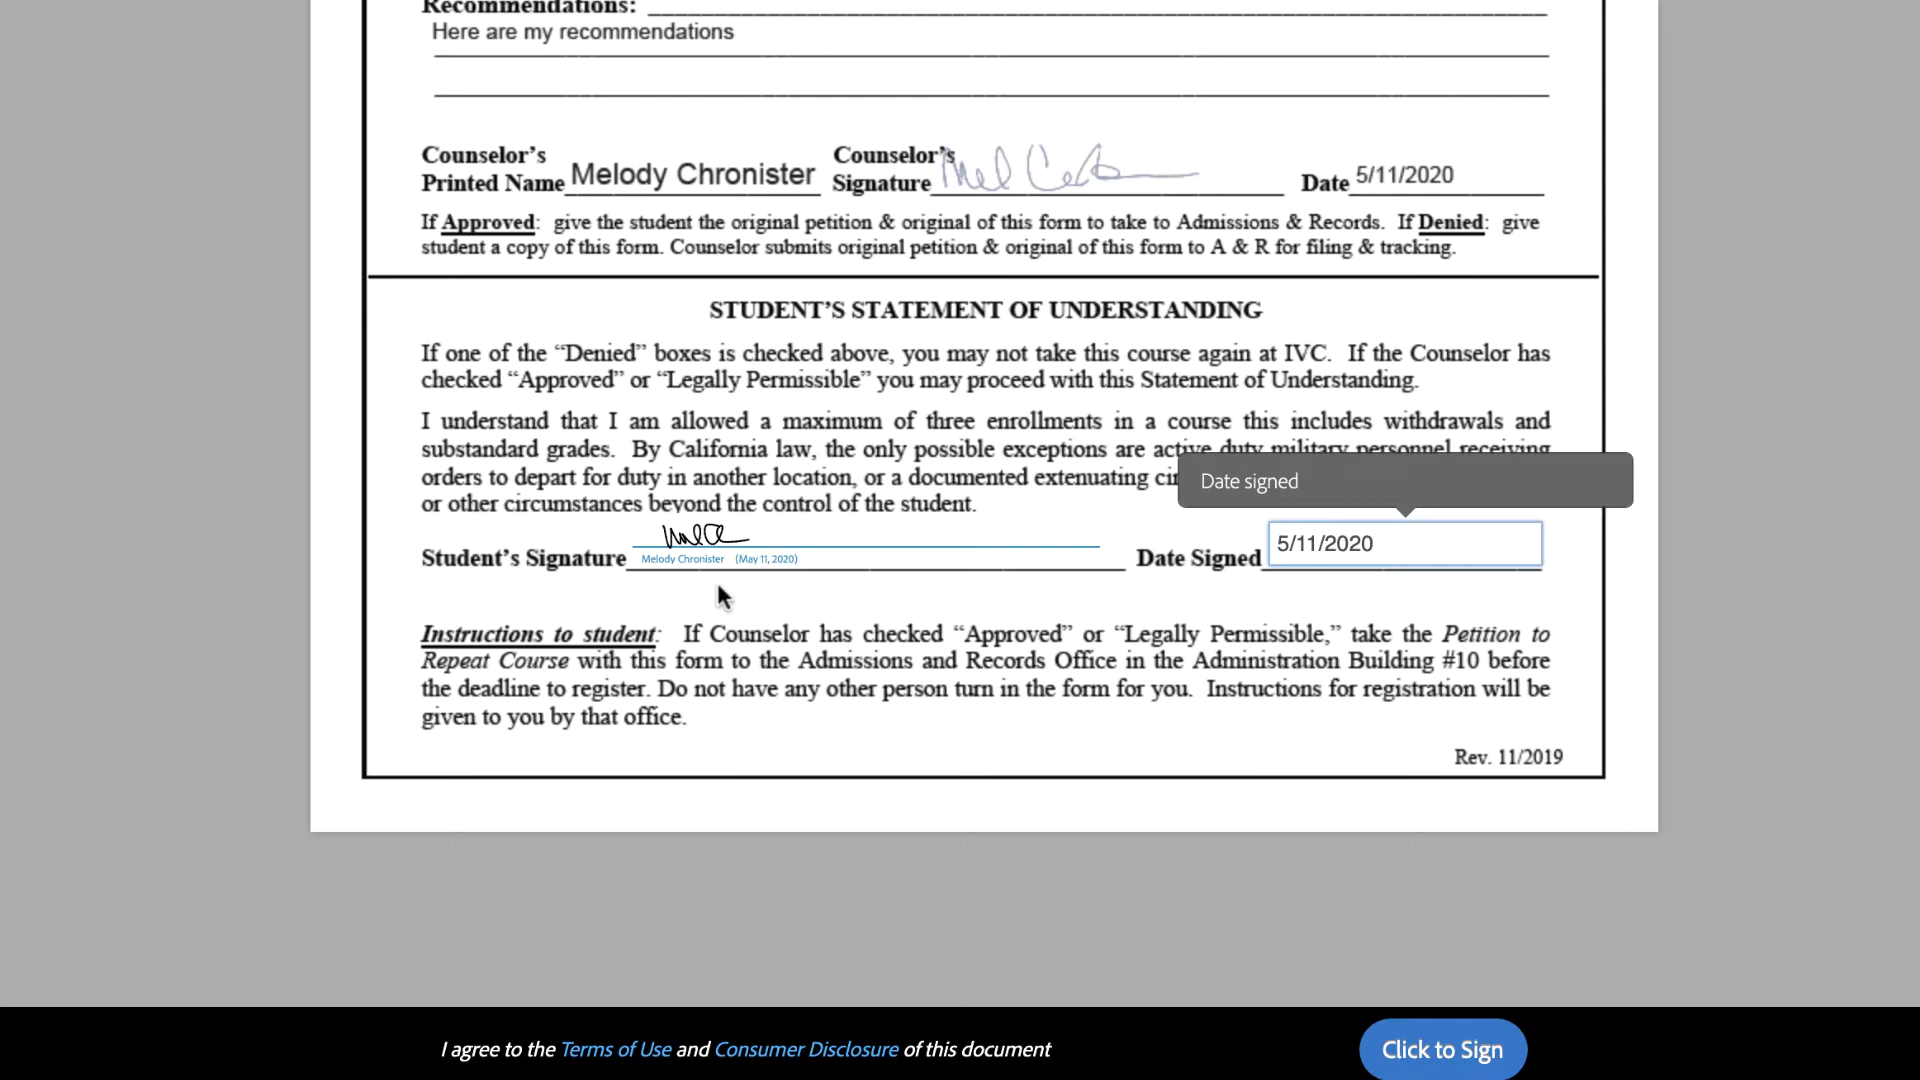 Recommendations:
Here are my recommendations
Counselor's Printed Name Melody Chronister Counselor's Signature Date 5/11/2020
If Approved: give the student the original petition & original of this form to take to Admissions & Records. If Denied: give
student a copy of this form. Counselor submits original petition & original of this form to A & R for filing & tracking.
STUDENT'S STATEMENT OF UNDERSTANDING
If one of the “Denied” boxes is checked above, you may not take this course again at IVC. If the Counselor has
checked “Approved” or “Legally Permissible” you may proceed with this Statement of Understanding.
I understand that I am allowed a maximum of three enrollments in a course this includes withdrawals and
substandard grades. By California law, the only possible exceptions are active duty military personnel receiving
orders to depart for duty in another location, or a documented extenuating
Date signed
or other circumstances beyond the control of the student.
Student's Signature Date Signed 5/11/2020
Melody Chronister (May 11, 2020)
Instructions to student: If Counselor has checked “Approved” or “Legally Permissible,” take the Petition to
Repeat Course with this form to the Admissions and Records Office in the Administration Building #10 before
the deadline to register. Do not have any other person turn in the form for you. Instructions for registration will be
given to you by that office.
Rev. 11/2019
I agree to the Terms of Use and Consumer Disclosure of this document
Click to Sign